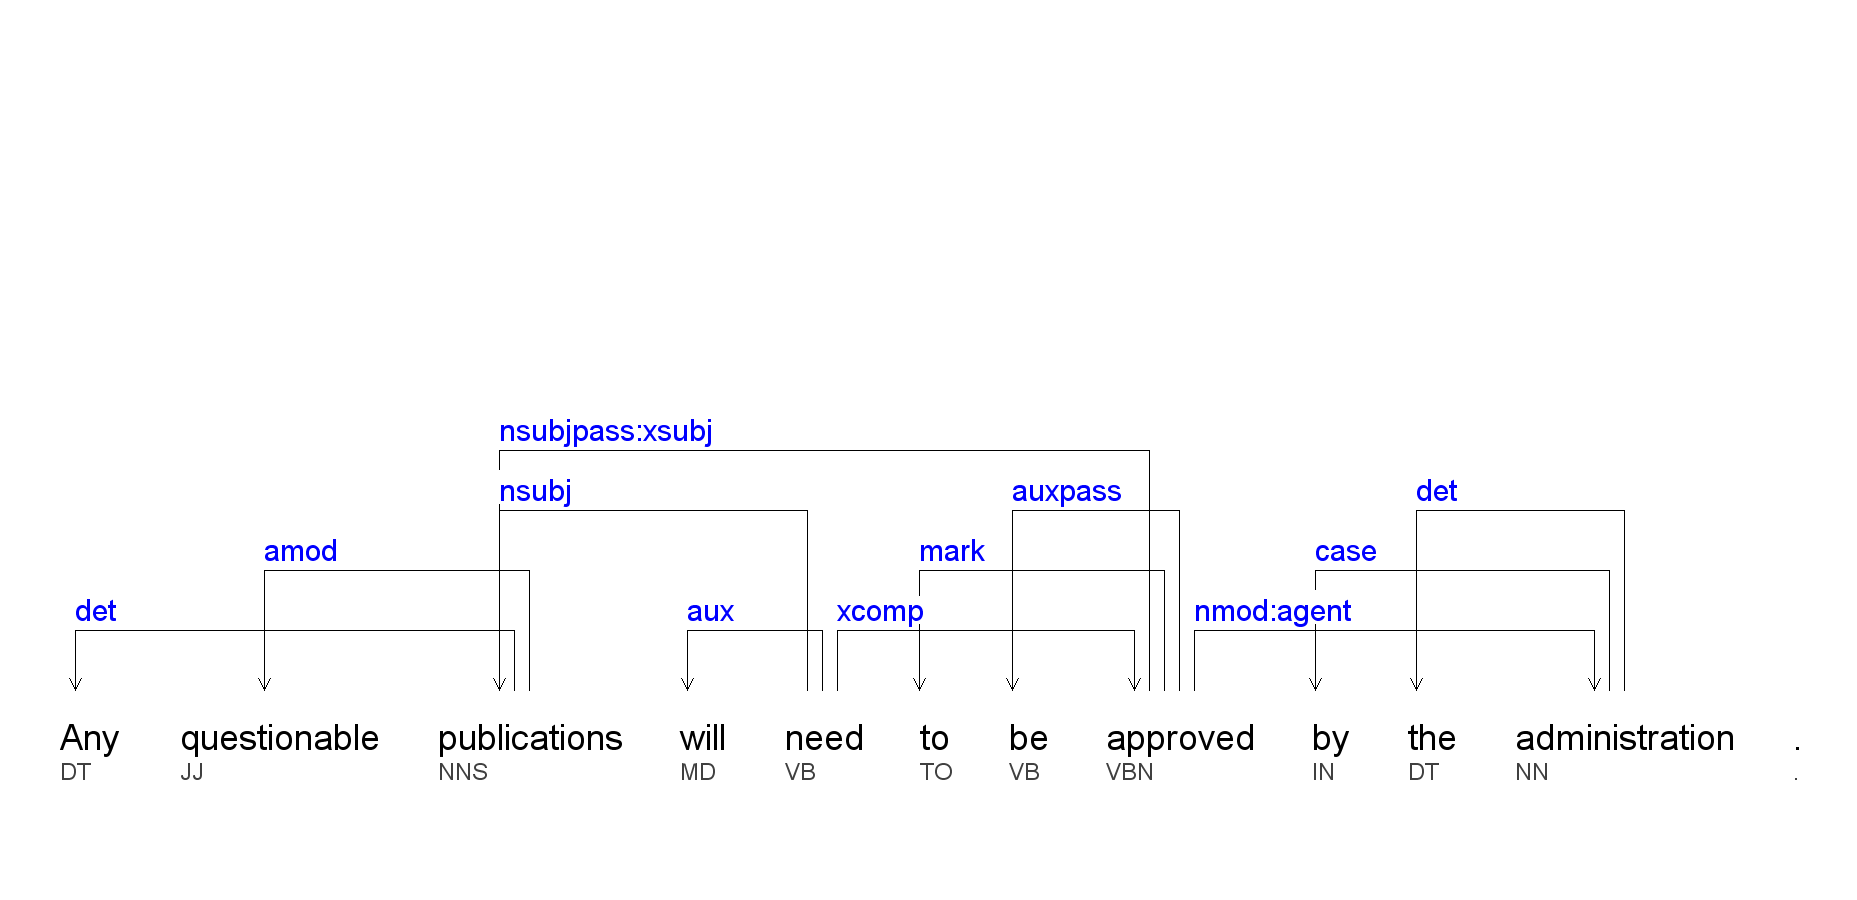 nsubjpass:xsubj
nsubj auxpass det
amod mark case
det aux xcomp nmod:agent
Any questionable publications will need to be approved by the administration .
DT JJ NNS MD VB TO VB VBN IN DT NN .